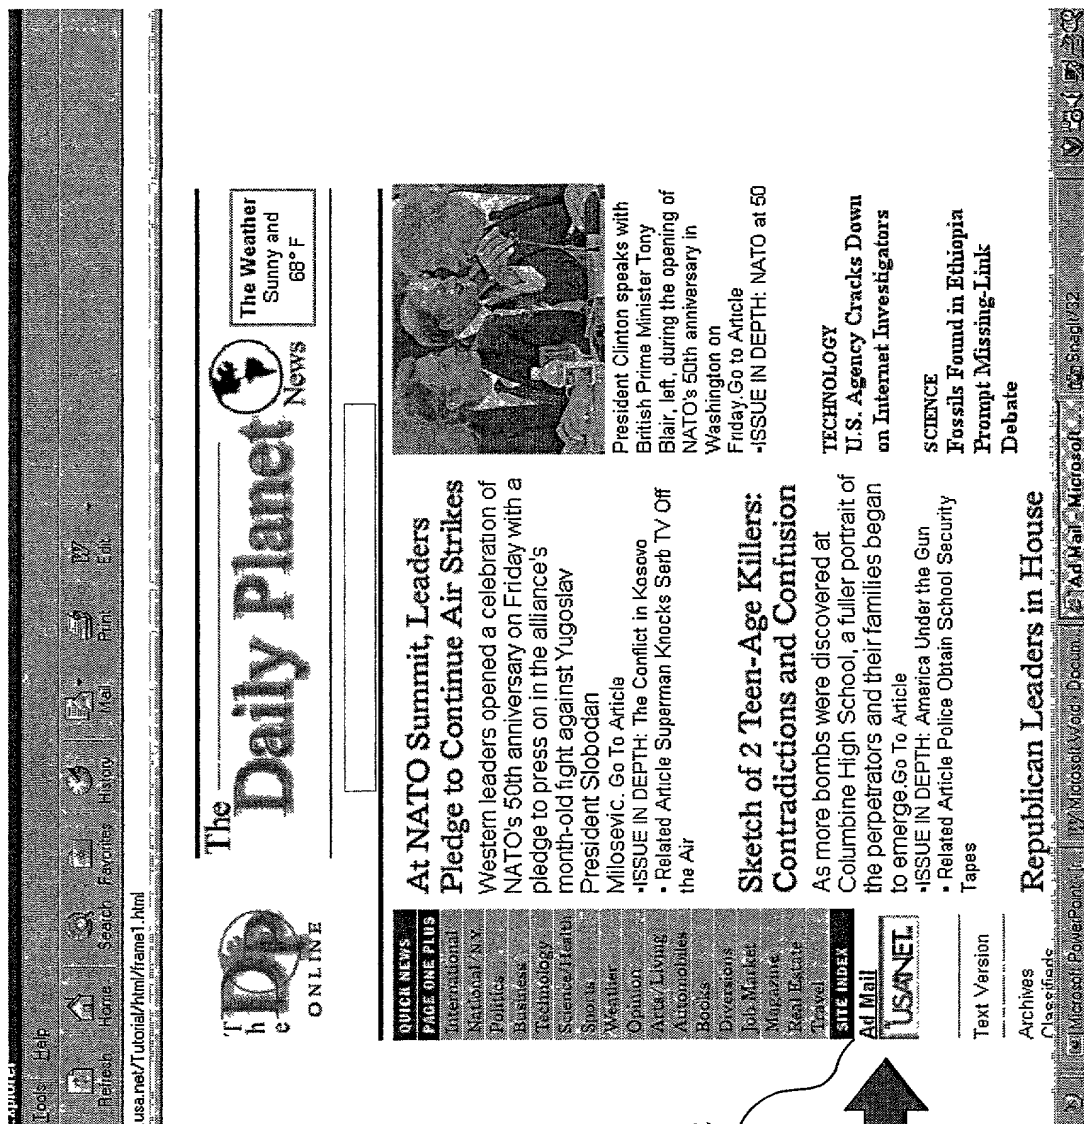 Explorer
Tools Help
Refresh Home Search Favorites History Mail Print Edit
usa.net/Tutorial/html/frame1.html
The
DP
ONLINE
The
Daily Planet
News
The Weather
Sunny and
68° F
QUICK NEWS
PAGE ONE PLUS
International
National/N.Y.
Politics
Business
Technology
Science/Health
Sports
Weather
Opinion
Arts/Living
Automobiles
Books
Diversions
Job Market
Magazine
Real Estate
Travel
SITE INDEX
Ad Mail
USA.NET
Text Version
Archives
Classifieds
At NATO Summit, Leaders
Pledge to Continue Air Strikes
Western leaders opened a celebration of
NATO's 50th anniversary on Friday with a
pledge to press on in the alliance's
month-old fight against Yugoslav
President Slobodan
Milosevic. Go To Article
•ISSUE IN DEPTH: The Conflict in Kosovo
• Related Article Superman Knocks Serb TV Off
the Air
Sketch of 2 Teen-Age Killers:
Contradictions and Confusion
As more bombs were discovered at
Columbine High School, a fuller portrait of
the perpetrators and their families began
to emerge.Go To Article
•ISSUE IN DEPTH: America Under the Gun
• Related Article Police Obtain School Security
Tapes
Republican Leaders in House
President Clinton speaks with
British Prime Minister Tony
Blair, left, during the opening of
NATO's 50th anniversary in
Washington on
Friday.Go to Article
•ISSUE IN DEPTH: NATO at 50
TECHNOLOGY
U.S. Agency Cracks Down
on Internet Investigators
SCIENCE
Fossils Found in Ethiopia
Prompt Missing-Link
Debate
Microsoft PowerPoint... Microsoft Word Docum... Ad Mail - Microsoft... SnapIt/32